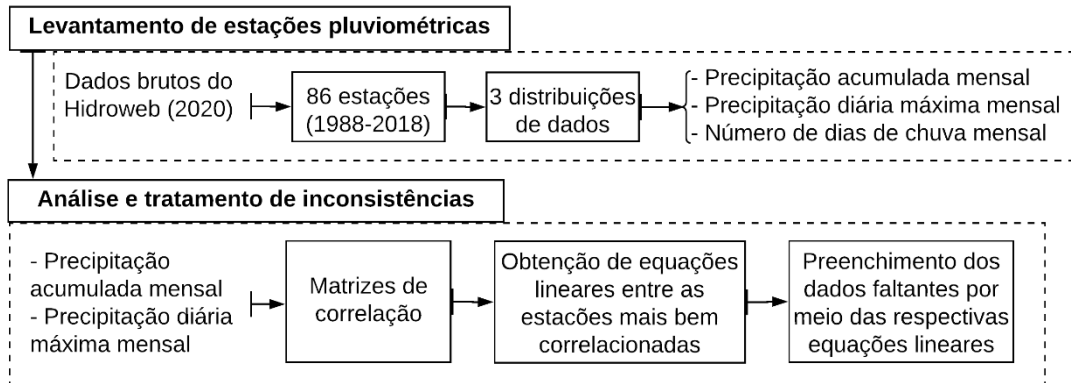 Levantamento de estações pluviométricas
Dados brutos do
Hidroweb (2020)
86 estações
(1988-2018)
3 distribuições
de dados
- Precipitação acumulada mensal
- Precipitação diária máxima mensal
- Número de dias de chuva mensal
Análise e tratamento de inconsistências
- Precipitação
acumulada mensal
- Precipitação diária
máxima mensal
Matrizes de
correlação
Obtenção de equações
lineares entre as
estacões mais bem
correlacionadas
Preenchimento dos
dados faltantes por
meio das respectivas
equações lineares